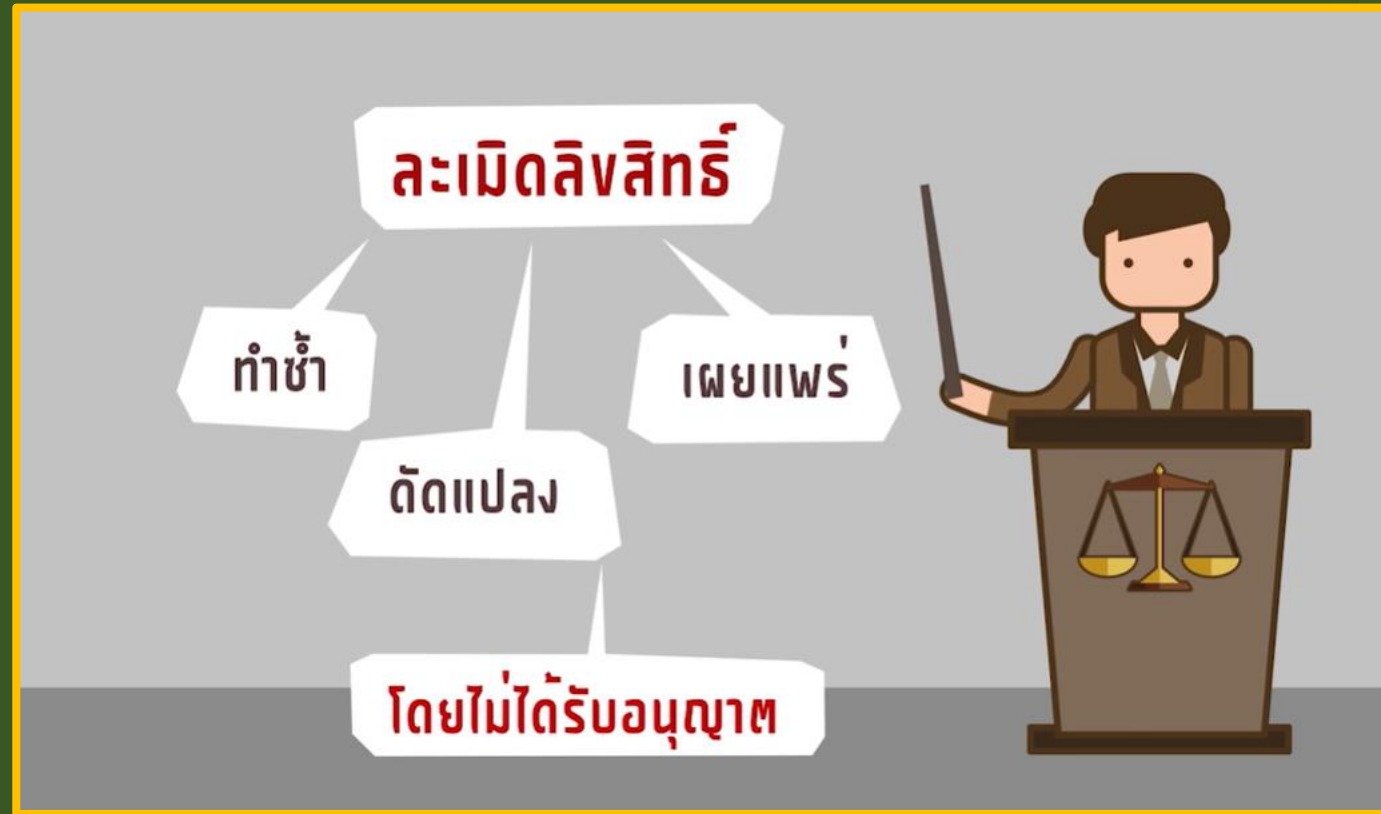 ละเมิดลิขสิทธิ์
ทำซ้ำ
เผยแพร่
ดัดแปลง
โดยไม่ได้รับอนุญาต